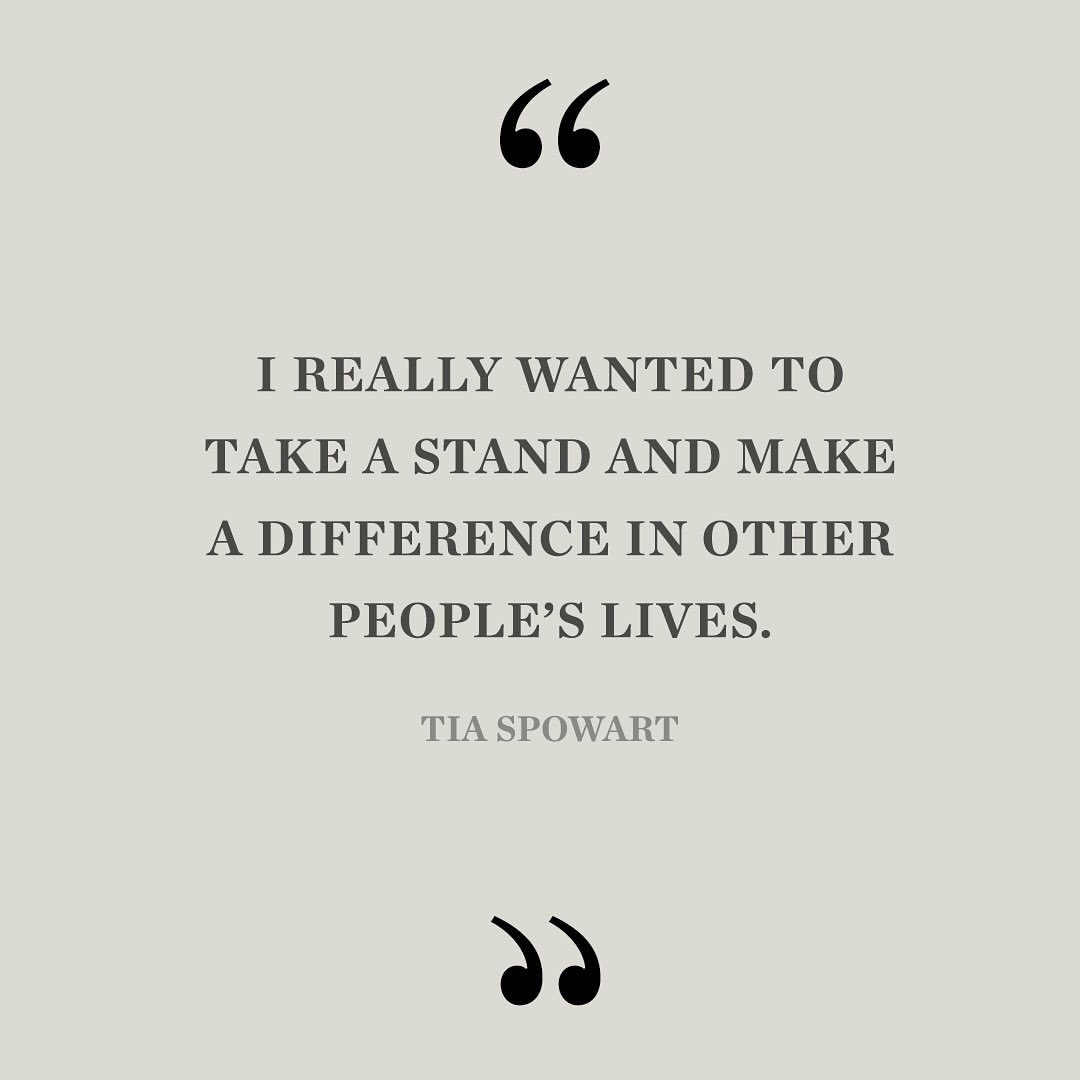 “
I REALLY WANTED TO
TAKE A STAND AND MAKE
A DIFFERENCE IN OTHER
PEOPLE’S LIVES.
TIA SPOWART
”